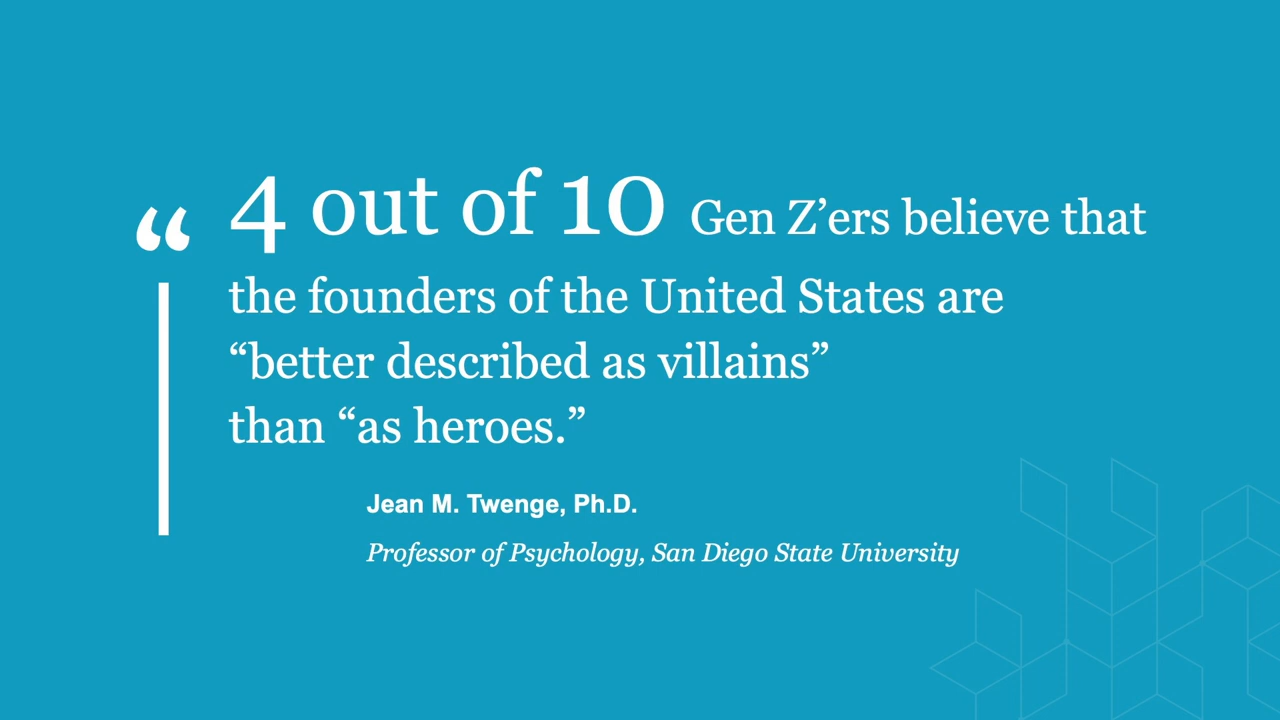 “
4 out of 10 Gen Z’ers believe that
the founders of the United States are
“better described as villains”
than “as heroes.”
Jean M. Twenge, Ph.D.
Professor of Psychology, San Diego State University